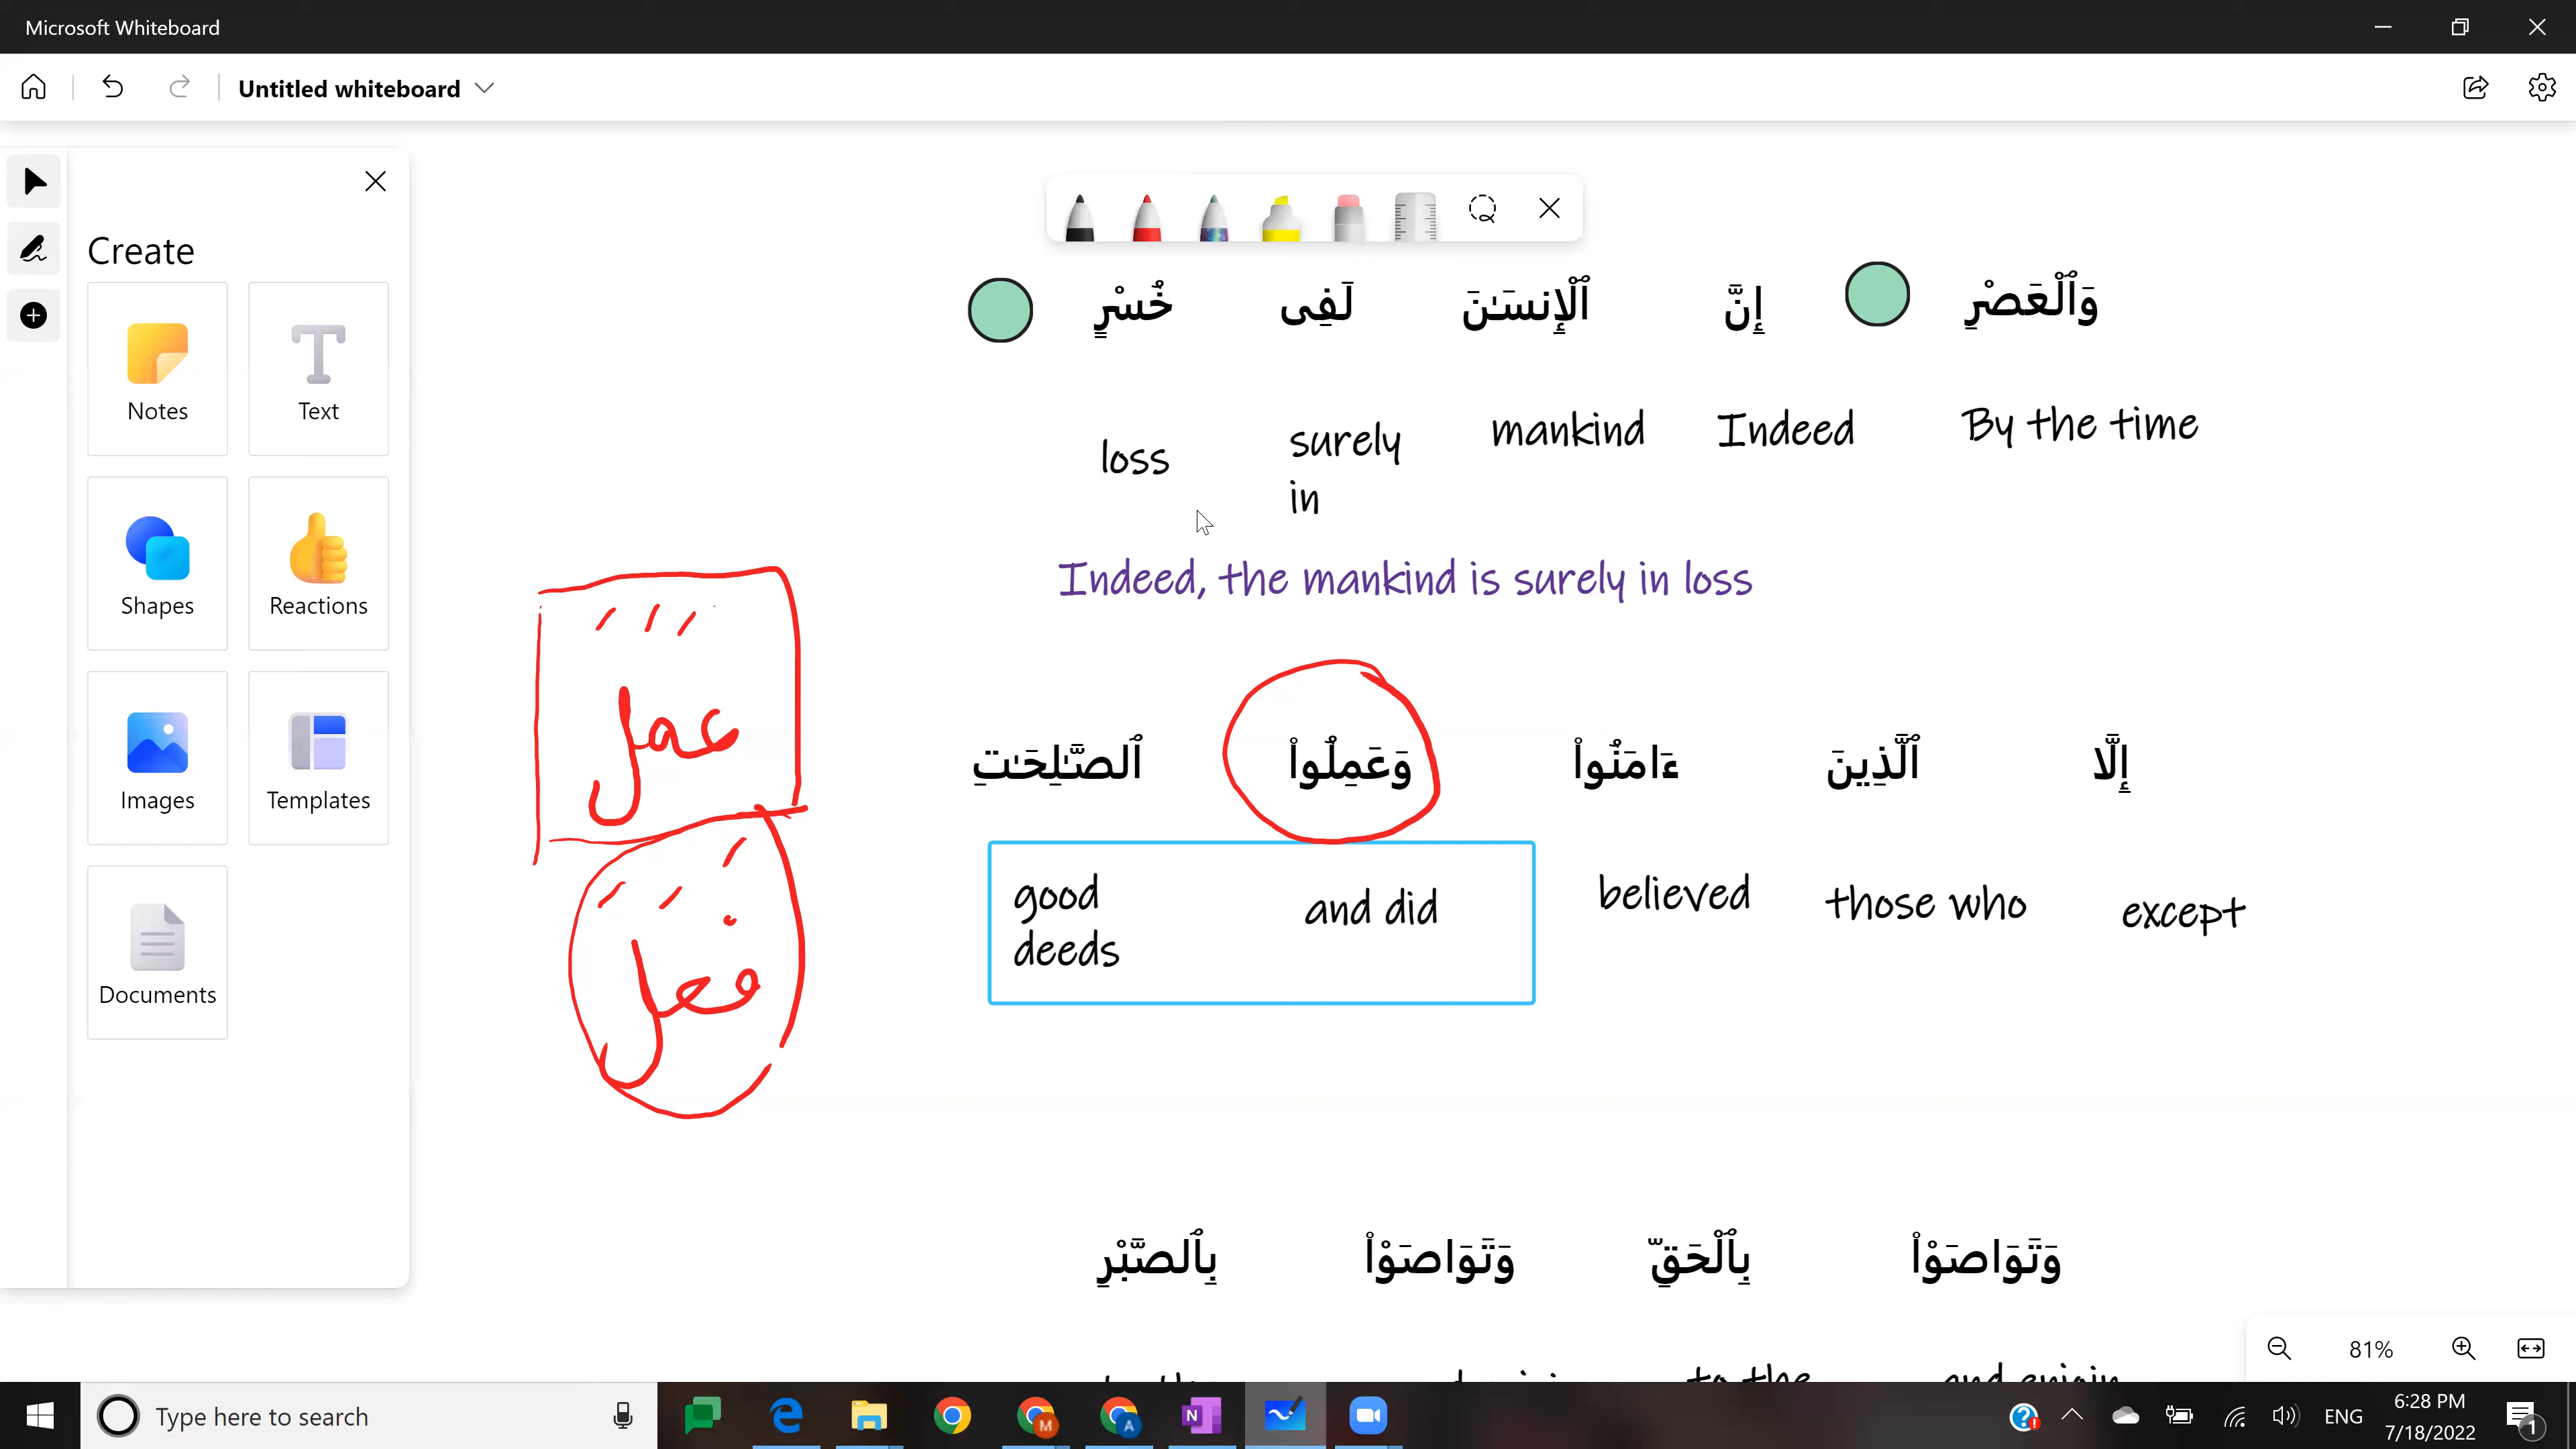 Microsoft Whiteboard
Untitled whiteboard
Create
Notes Text
Shapes Reactions
Images Templates
Documents
وَٱلْعَصْرِ إِنَّ ٱلْإِنسَـٰنَ لَفِى خُسْرٍ
By the time Indeed mankind surely in loss
Indeed, the mankind is surely in loss
عمل
إِلَّا ٱلَّذِينَ ءَامَنُوا۟ وَعَمِلُوا۟ ٱلصَّـٰلِحَـٰتِ
except those who believed and did good deeds
فعل
وَتَوَاصَوْا۟ بِٱلْحَقِّ وَتَوَاصَوْا۟ بِٱلصَّبْرِ
to the
81%
Type here to search
ENG
6:28 PM
7/18/2022
1